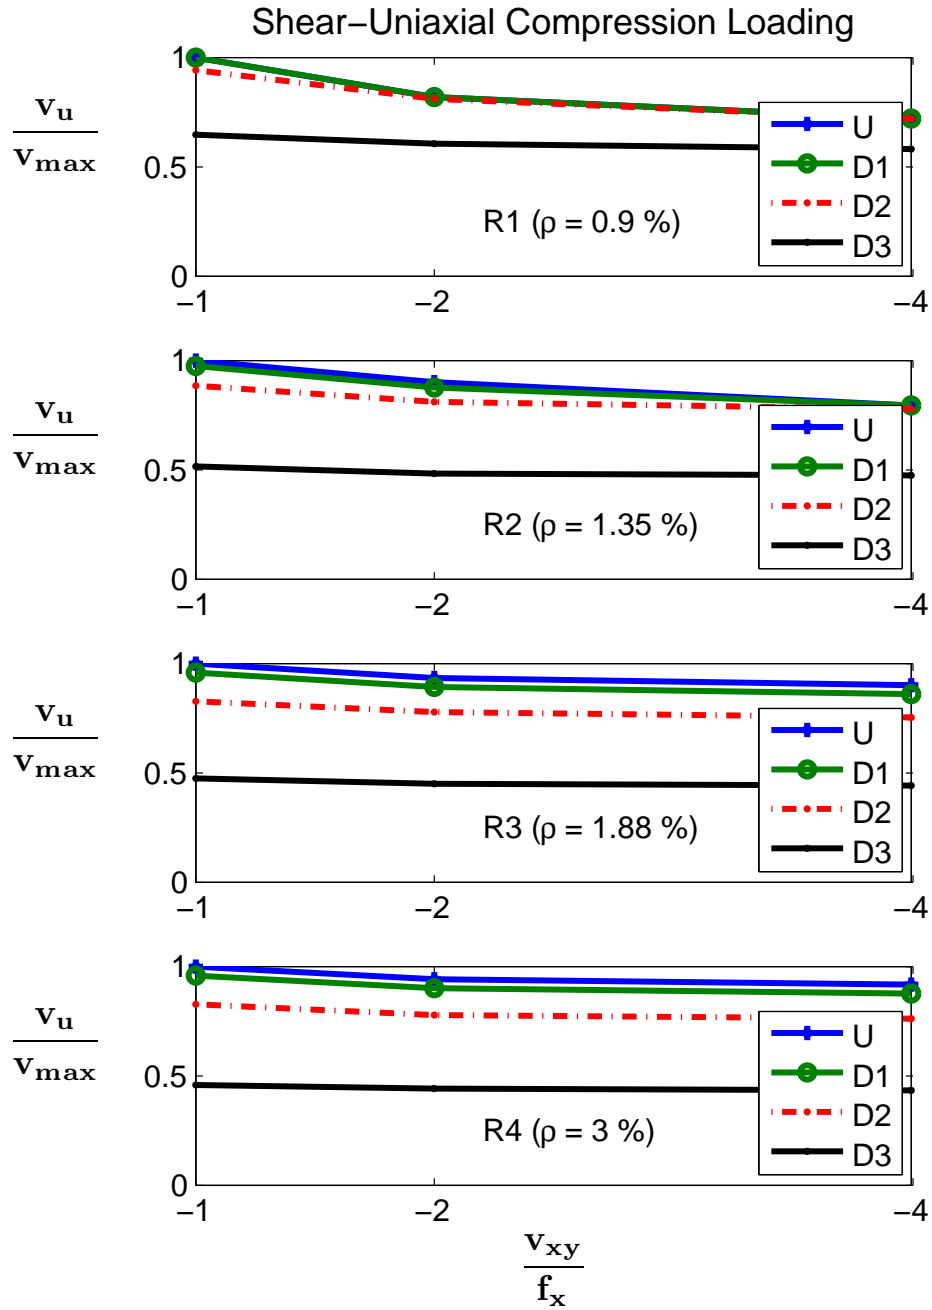 Shear–Uniaxial Compression Loading
v_u
v_max
1
0.5
0
−1
−2
−4
R1 (ρ = 0.9 %)
U
D1
D2
D3
v_u
v_max
1
0.5
0
−1
−2
−4
R2 (ρ = 1.35 %)
U
D1
D2
D3
v_u
v_max
1
0.5
0
−1
−2
−4
R3 (ρ = 1.88 %)
U
D1
D2
D3
v_u
v_max
1
0.5
0
−1
−2
−4
R4 (ρ = 3 %)
U
D1
D2
D3
v_xy
f_x